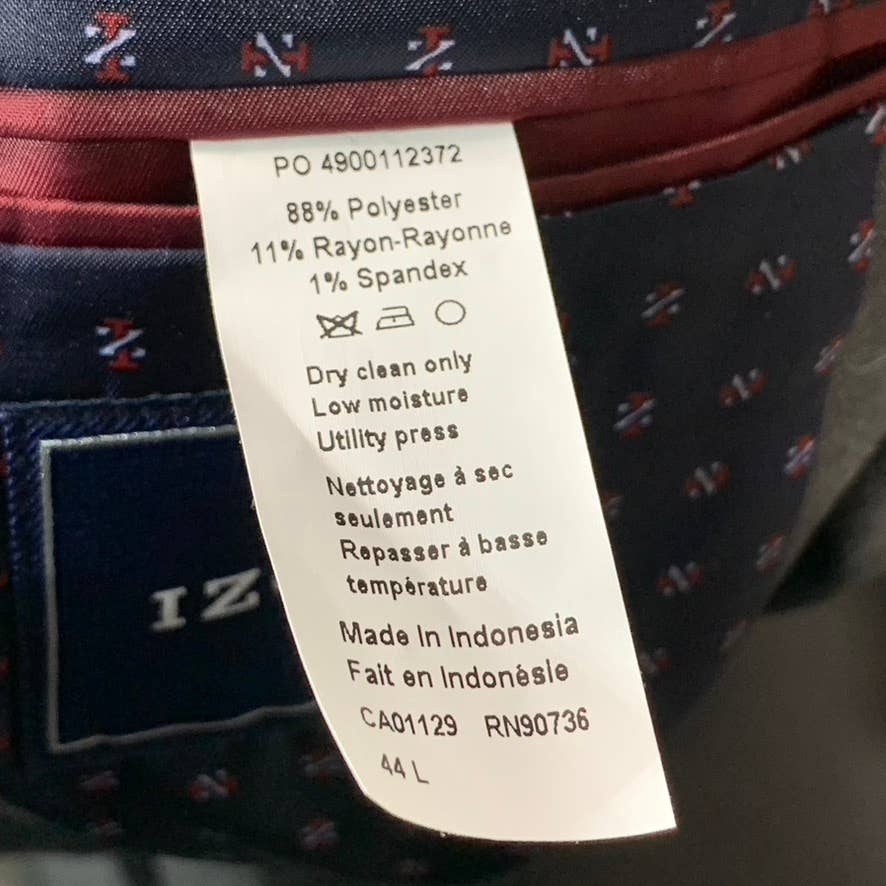 PO 4900112372
88% Polyester
11% Rayon-Rayonne
1% Spandex
Dry clean only
Low moisture
Utility press
Nettoyage à sec
seulement
Repasser à basse
température
Made In Indonesia
Fait en Indonésie
CA01129 RN90736
44 L
IZ